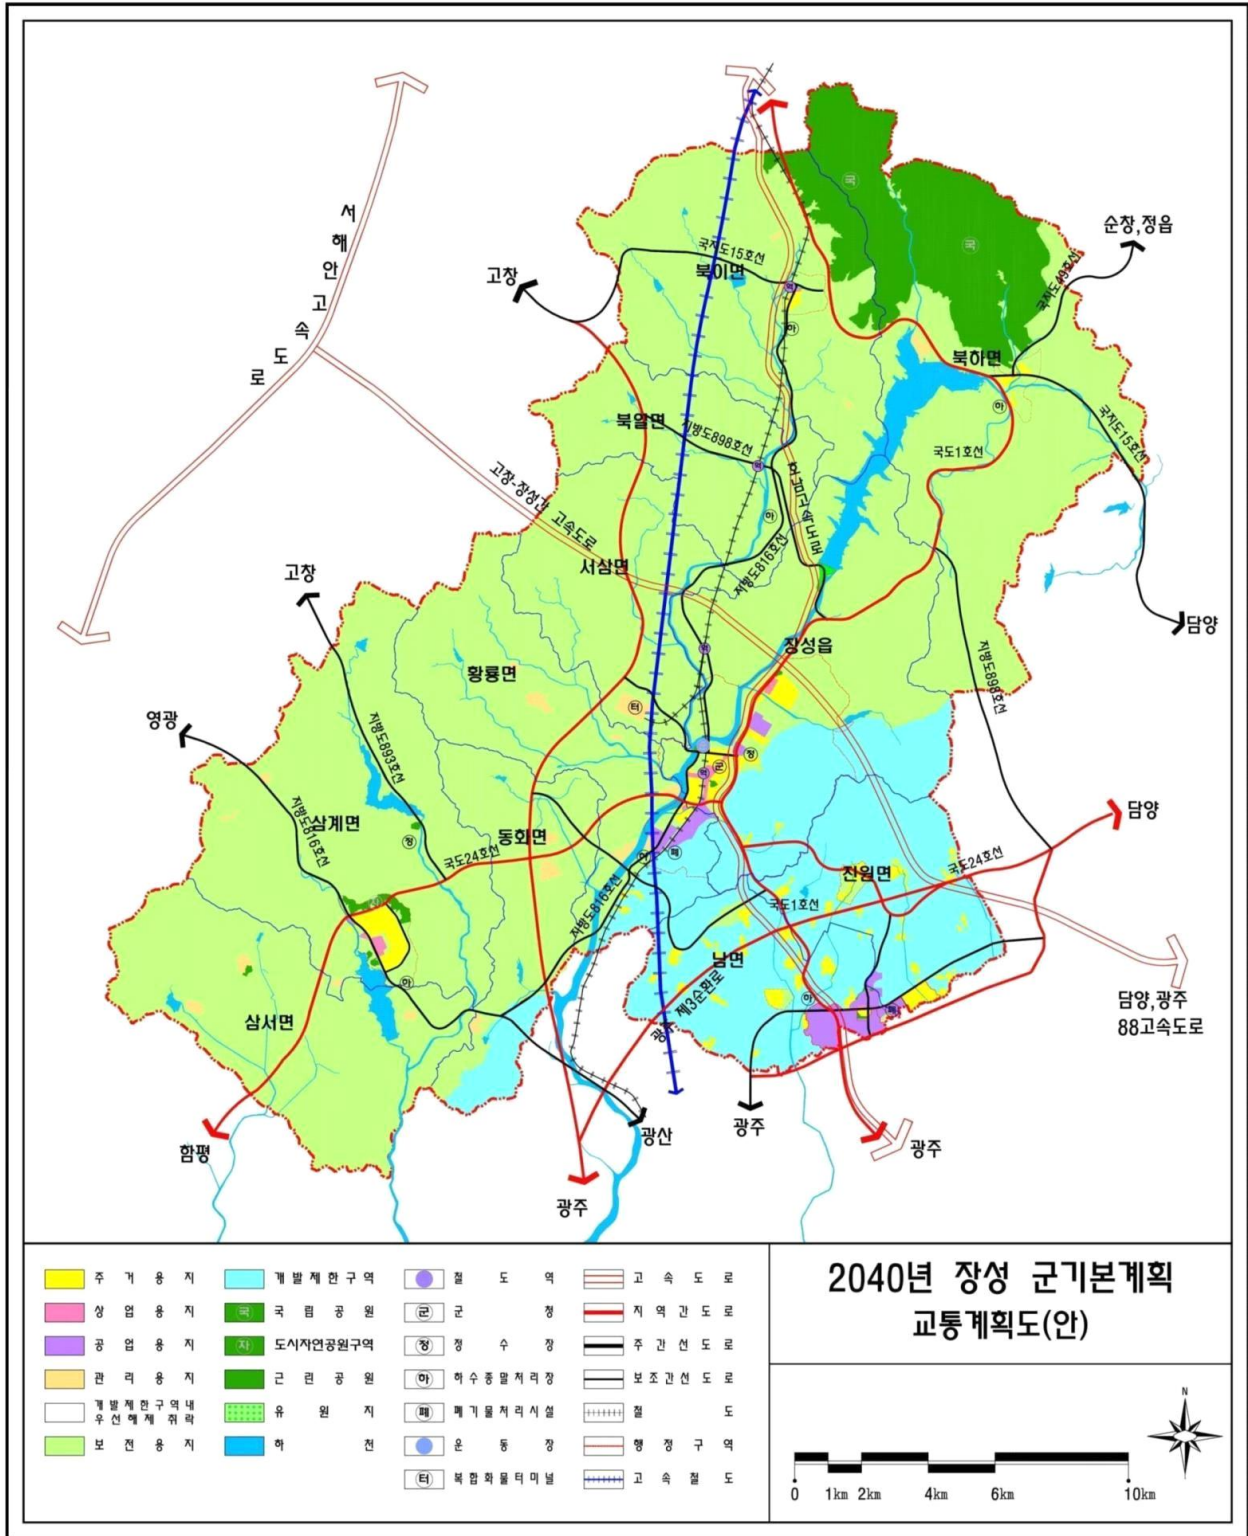 서해안고속도로
순창,정읍
고창
국지도15호선
북이면
국지도49호선
북하면
국지도15호선
북일면
지방도898호선
국도1호선
고창-장성간 고속도로
호남고속도로
서삼면
지방도816호선
고창
담양
장성읍
황룡면
지방도898호선
영광
지방도893호선
지방도816호선
삼계면
동화면
국도24호선
담양
진원면
국도24호선
국도1호선
지방도816호선
남면
광주 제3순환로
담양,광주
88고속도로
삼서면
함평
광산
광주
광주
광주
2040년 장성 군기본계획
교통계획도(안)
주거용지
상업용지
공업용지
관리용지
개발제한구역내
우선해제 취락
보전용지
개발제한구역
국 국립공원
자 도시자연공원구역
근린공원
유원지
하천
철도역
군 군청
정 정수장
하 하수종말처리장
폐 폐기물처리시설
운동장
터 복합화물터미널
고속도로
지역간도로
주간선도로
보조간선도로
철도
행정구역
고속철도
N
0 1km 2km 4km 6km 10km